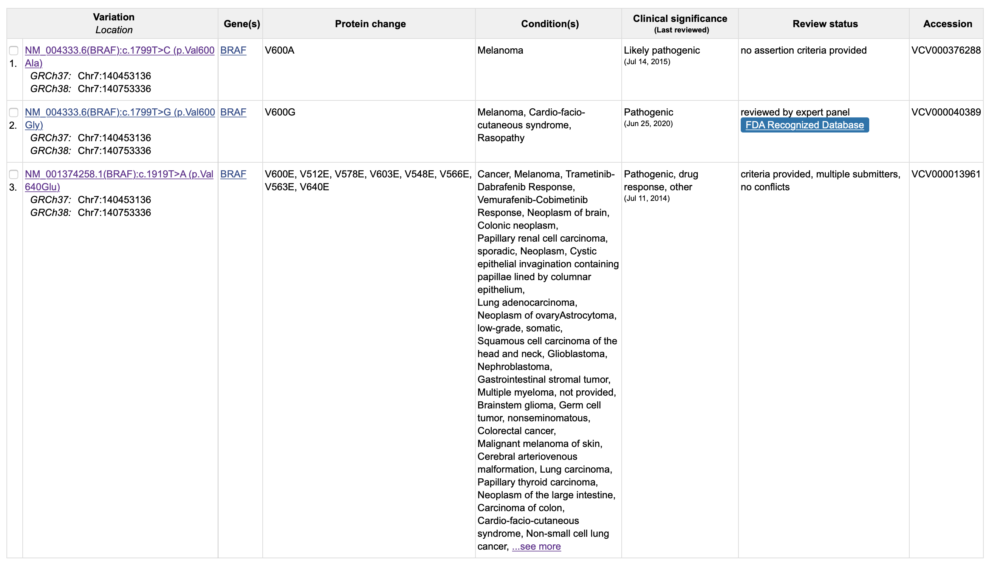 Variation
Location
Gene(s)
Protein change
Condition(s)
Clinical significance
(Last reviewed)
Review status
Accession
1.
NM_004333.6(BRAF):c.1799T>C (p.Val600
Ala)
GRCh37: Chr7:140453136
GRCh38: Chr7:140753336
BRAF
V600A
Melanoma
Likely pathogenic
(Jul 14, 2015)
no assertion criteria provided
VCV000376288
2.
NM_004333.6(BRAF):c.1799T>G (p.Val600
Gly)
GRCh37: Chr7:140453136
GRCh38: Chr7:140753336
BRAF
V600G
Melanoma, Cardio-facio-
cutaneous syndrome,
Rasopathy
Pathogenic
(Jun 25, 2020)
reviewed by expert panel
FDA Recognized Database
VCV000040389
3.
NM_001374258.1(BRAF):c.1919T>A (p.Val
640Glu)
GRCh37: Chr7:140453136
GRCh38: Chr7:140753336
BRAF
V600E, V512E, V578E, V603E, V548E, V566E,
V563E, V640E
Cancer, Melanoma, Trametinib-
Dabrafenib Response,
Vemurafenib-Cobimetinib
Response, Neoplasm of brain,
Colonic neoplasm,
Papillary renal cell carcinoma,
sporadic, Neoplasm, Cystic
epithelial invagination containing
papillae lined by columnar
epithelium,
Lung adenocarcinoma,
Neoplasm of ovaryAstrocytoma,
low-grade, somatic,
Squamous cell carcinoma of the
head and neck, Glioblastoma,
Nephroblastoma,
Gastrointestinal stromal tumor,
Multiple myeloma, not provided,
Brainstem glioma, Germ cell
tumor, nonseminomatous,
Colorectal cancer,
Malignant melanoma of skin,
Cerebral arteriovenous
malformation, Lung carcinoma,
Papillary thyroid carcinoma,
Neoplasm of the large intestine,
Carcinoma of colon,
Cardio-facio-cutaneous
syndrome, Non-small cell lung
cancer, ...see more
Pathogenic, drug
response, other
(Jul 11, 2014)
criteria provided, multiple submitters,
no conflicts
VCV000013961